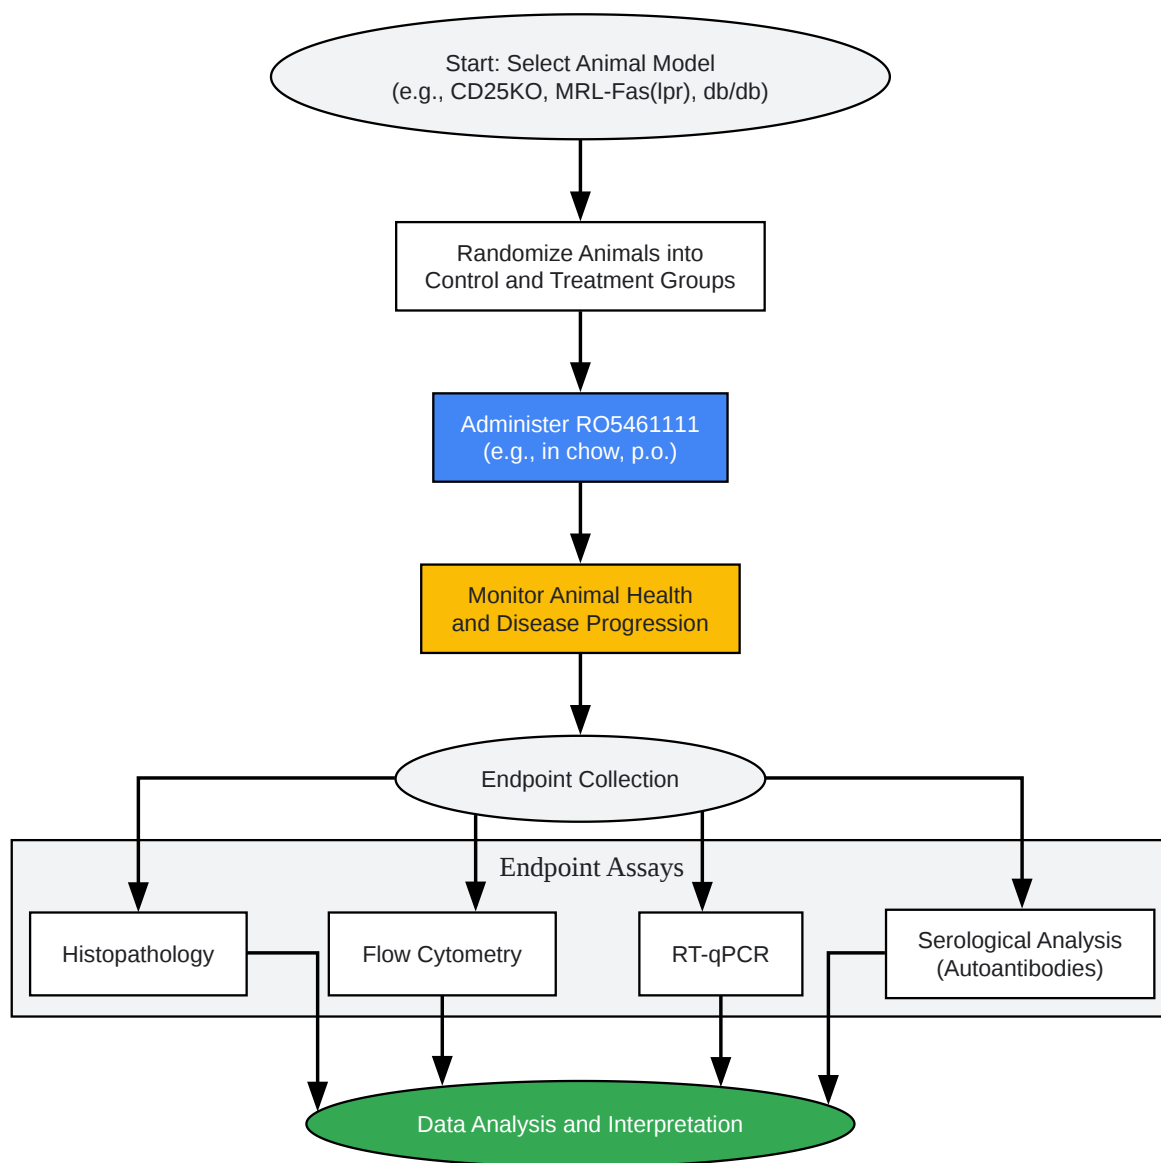 Start: Select Animal Model
(e.g., CD25KO, MRL-Fas(lpr), db/db)
Randomize Animals into
Control and Treatment Groups
Administer RO5461111
(e.g., in chow, p.o.)
Monitor Animal Health
and Disease Progression
Endpoint Collection
Endpoint Assays
Histopathology
Flow Cytometry
RT-qPCR
Serological Analysis
(Autoantibodies)
Data Analysis and Interpretation